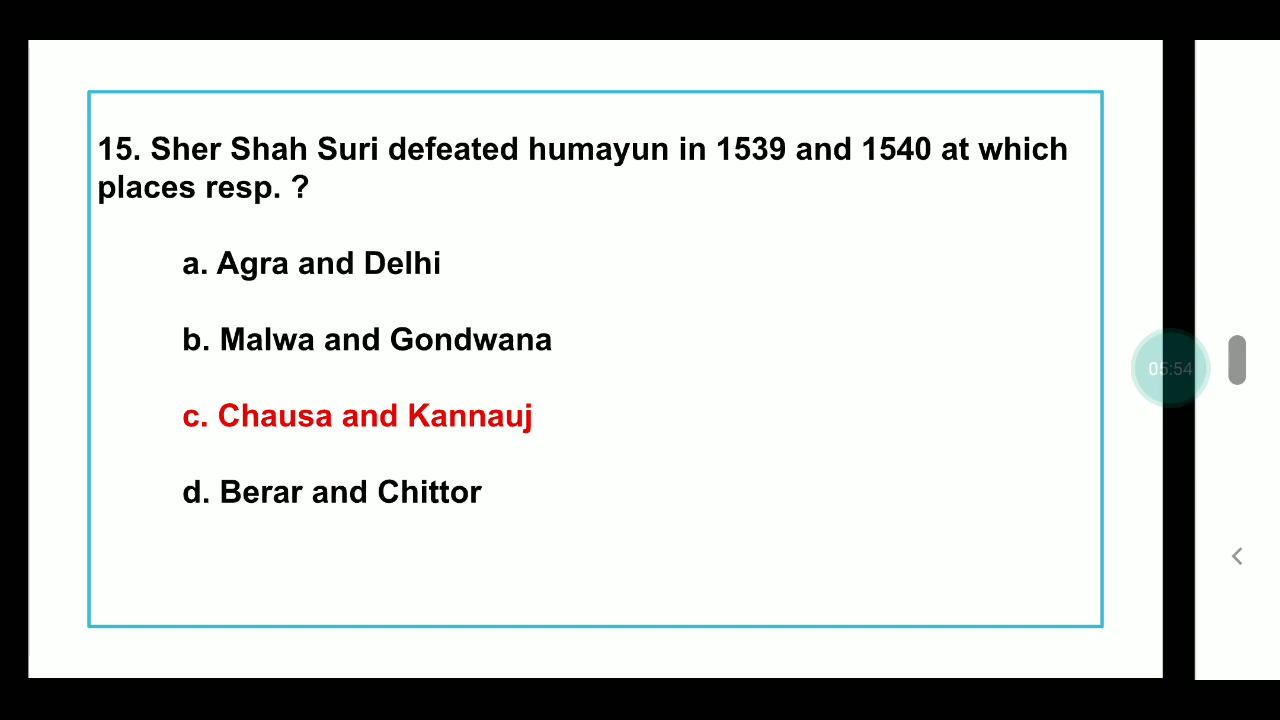 15. Sher Shah Suri defeated humayun in 1539 and 1540 at which
places resp. ?
a. Agra and Delhi
b. Malwa and Gondwana
c. Chausa and Kannauj
d. Berar and Chittor
05:54